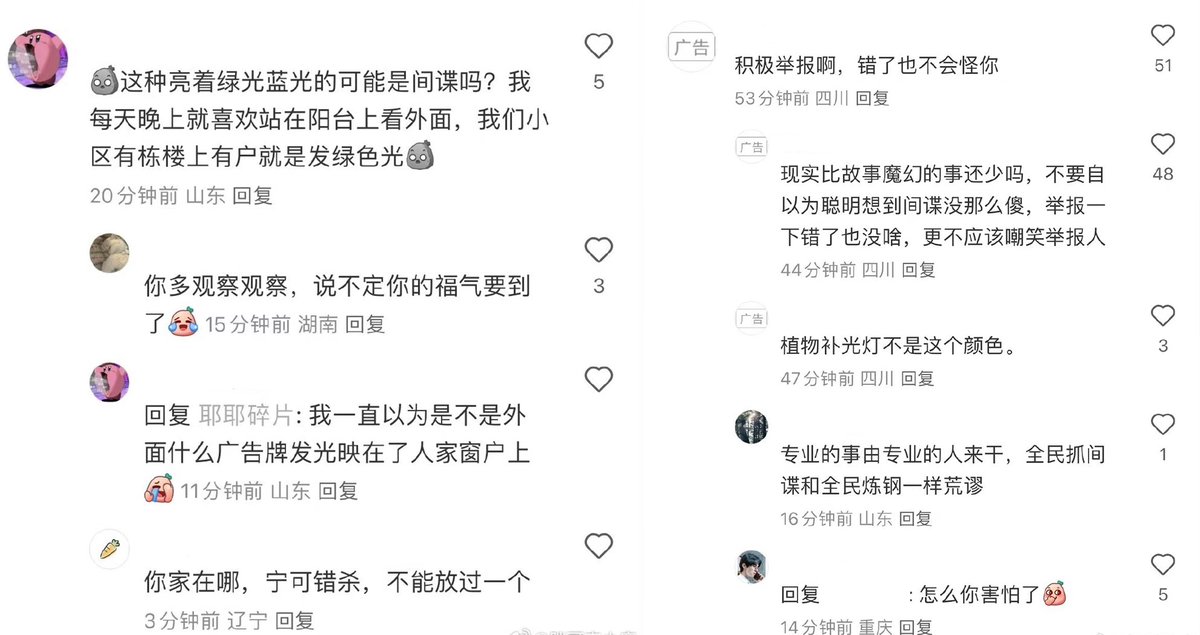 这种亮着绿光蓝光的可能是间谍吗？我
每天晚上就喜欢站在阳台上看外面，我们小
区有栋楼上有户就是发绿色光
20分钟前 山东 回复
5
你多观察观察，说不定你的福气要到
了 15分钟前 湖南 回复
3
回复 耶耶碎片: 我一直以为是不是外
面什么广告牌发光映在了人家窗户上
11分钟前 山东 回复
你家在哪，宁可错杀，不能放过一个
3分钟前 辽宁 回复
广告
积极举报啊，错了也不会怪你
53分钟前 四川 回复
51
广告
现实比故事魔幻的事还少吗，不要自
以为聪明想到间谍没那么傻，举报一
下错了也没啥，更不应该嘲笑举报人
44分钟前 四川 回复
48
广告
植物补光灯不是这个颜色。
47分钟前 四川 回复
3
专业的事由专业的人来干，全民抓间
谍和全民炼钢一样荒谬
16分钟前 山东 回复
1
回复 : 怎么你害怕了
14分钟前 重庆 回复
5